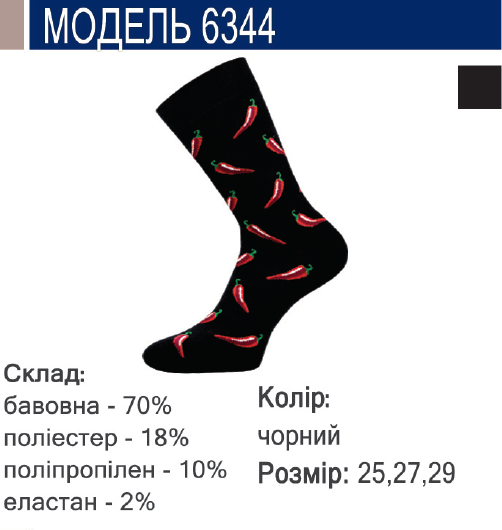 МОДЕЛЬ 6344
Склад:
бавовна - 70%
поліестер - 18%
поліпропілен - 10%
еластан - 2%
Колір:
чорний
Розмір: 25,27,29